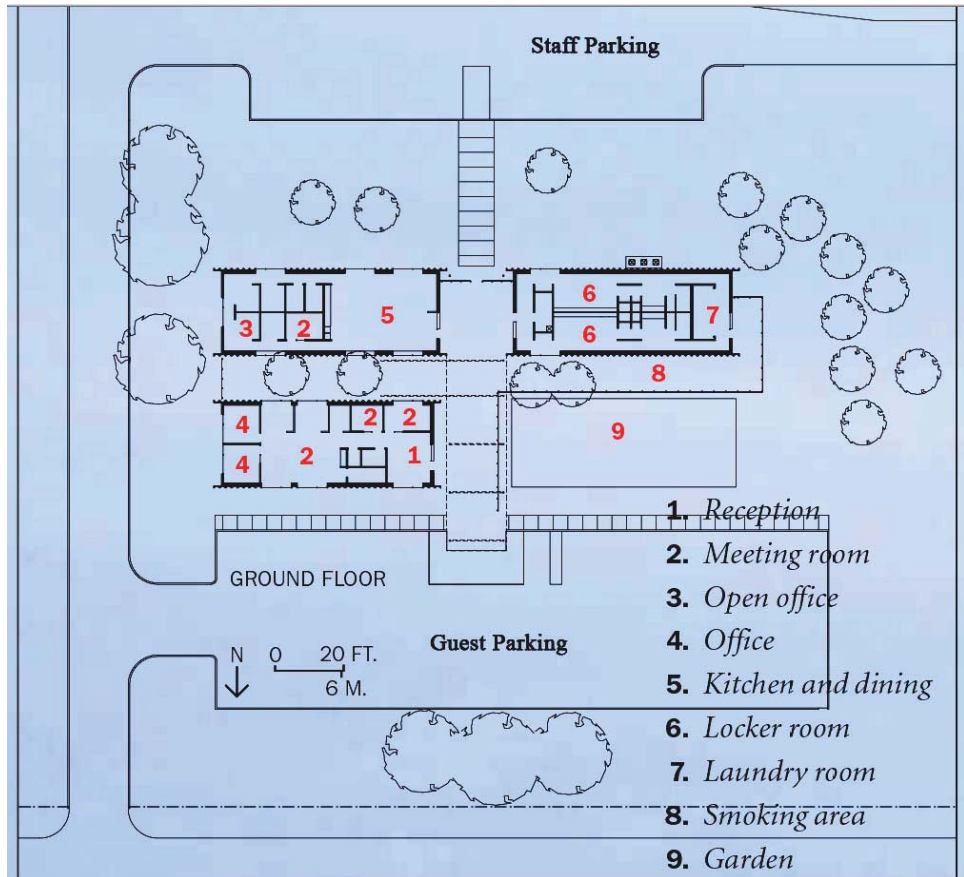 Staff Parking
6
3
2
5
6
7
8
4
2
2
9
4
2
1
1. Reception
2. Meeting room
GROUND FLOOR
3. Open office
Guest Parking
4. Office
N 0 20 FT.
6 M.
5. Kitchen and dining
6. Locker room
7. Laundry room
8. Smoking area
9. Garden